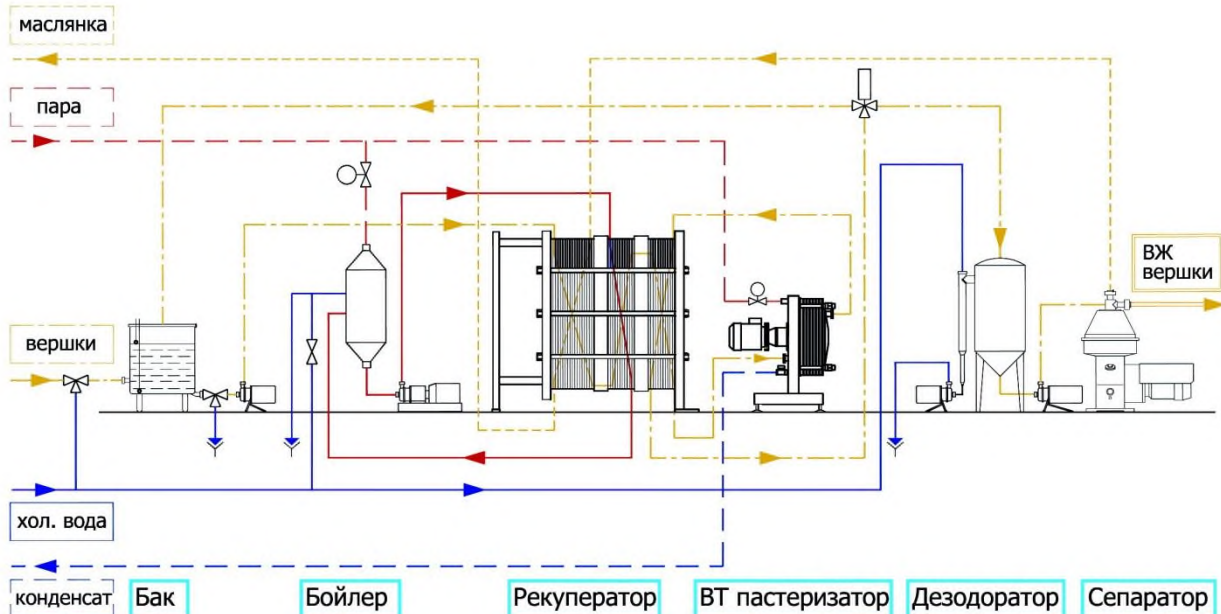 маслянка
пара
ВЖ
вершки
вершки
хол. вода
конденсат
Бак
Бойлер
Рекуператор
ВТ пастеризатор
Дезодоратор
Сепаратор